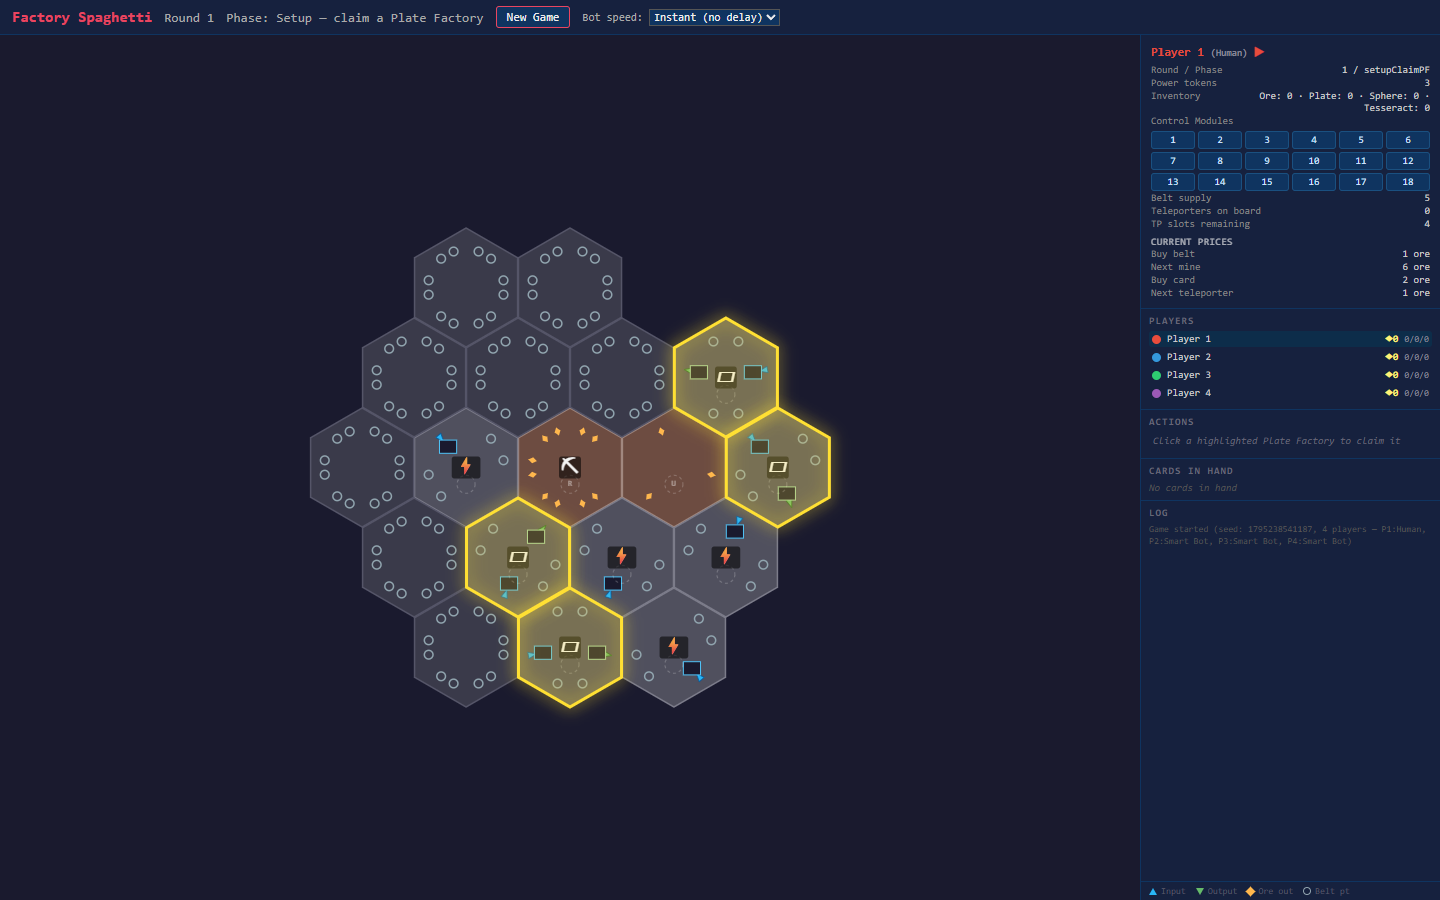 Factory Spaghetti Round 1 Phase: Setup — claim a Plate Factory New Game Bot speed: Instant (no delay)
Player 1 (Human)
Round / Phase 1 / setupClaimPF
Power tokens 3
Inventory Ore: 0 · Plate: 0 · Sphere: 0 ·
Tesseract: 0
Control Modules
1 2 3 4 5 6
7 8 9 10 11 12
13 14 15 16 17 18
Belt supply 5
Teleporters on board 0
TP slots remaining 4
CURRENT PRICES
Buy belt 1 ore
Next mine 6 ore
Buy card 2 ore
Next teleporter 1 ore
PLAYERS
Player 1 ◆0 0/0/0
Player 2 ◆0 0/0/0
Player 3 ◆0 0/0/0
Player 4 ◆0 0/0/0
ACTIONS
Click a highlighted Plate Factory to claim it
CARDS IN HAND
No cards in hand
LOG
Game started (seed: 1795238541187, 4 players — P1:Human,
P2:Smart Bot, P3:Smart Bot, P4:Smart Bot)
R
U
Input Output Ore out Belt pt